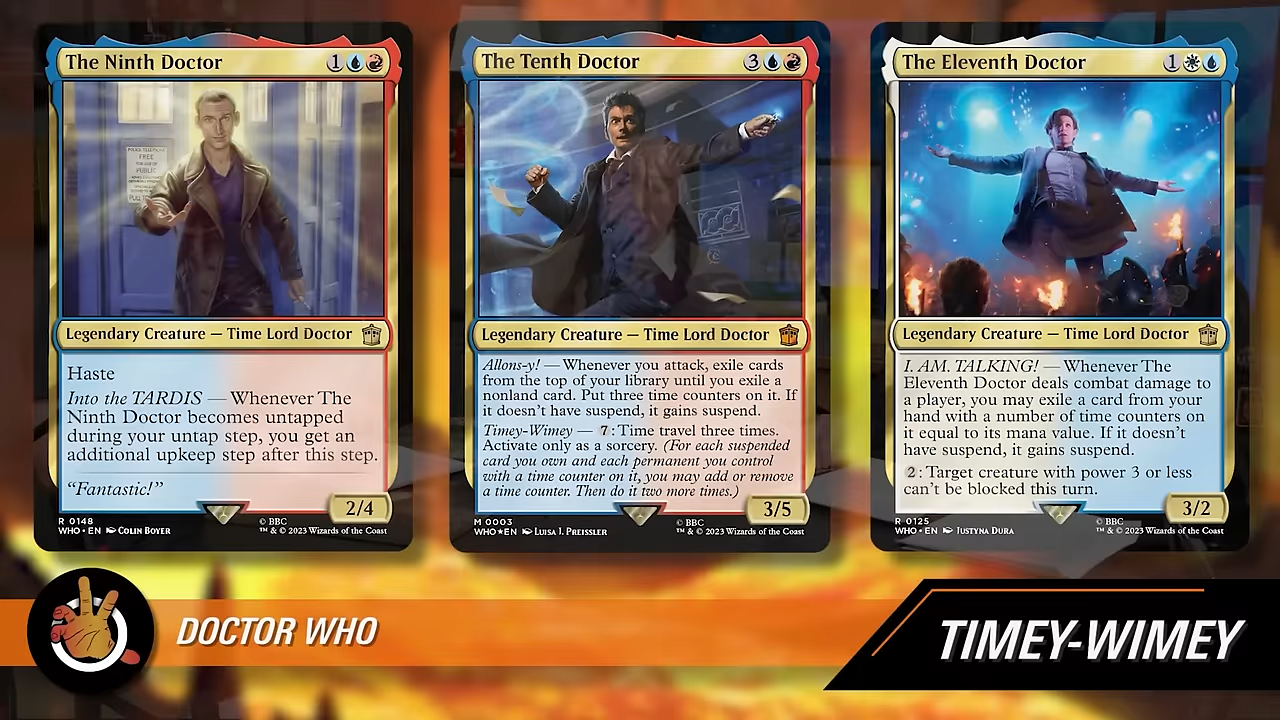 The Ninth Doctor 1
POLICE TELEPHONE
FREE
FOR USE OF
PUBLIC
PULL TO
Legendary Creature — Time Lord Doctor
Haste
Into the TARDIS — Whenever The
Ninth Doctor becomes untapped
during your untap step, you get an
additional upkeep step after this step.
“Fantastic!”
2/4
R 0148
WHO • EN Colin Boyer
© BBC
™ & © 2023 Wizards of the Coast
The Tenth Doctor 3
Legendary Creature — Time Lord Doctor
Allons-y! — Whenever you attack, exile cards
from the top of your library until you exile a
nonland card. Put three time counters on it. If
it doesn't have suspend, it gains suspend.
Timey-Wimey — 7: Time travel three times.
Activate only as a sorcery. (For each suspended
card you own and each permanent you control
with a time counter on it, you may add or remove
a time counter. Then do it two more times.)
3/5
M 0003
WHO★EN Luisa J. Preissler
© BBC
™ & © 2023 Wizards of the Coast
The Eleventh Doctor 1
Legendary Creature — Time Lord Doctor
I. AM. TALKING! — Whenever The
Eleventh Doctor deals combat damage to
a player, you may exile a card from your
hand with a number of time counters on
it equal to its mana value. If it doesn't
have suspend, it gains suspend.
2: Target creature with power 3 or less
can't be blocked this turn.
3/2
R 0125
WHO • EN Justyna Dura
© BBC
™ & © 2023 Wizards of the Coast
DOCTOR WHO
TIMEY-WIMEY